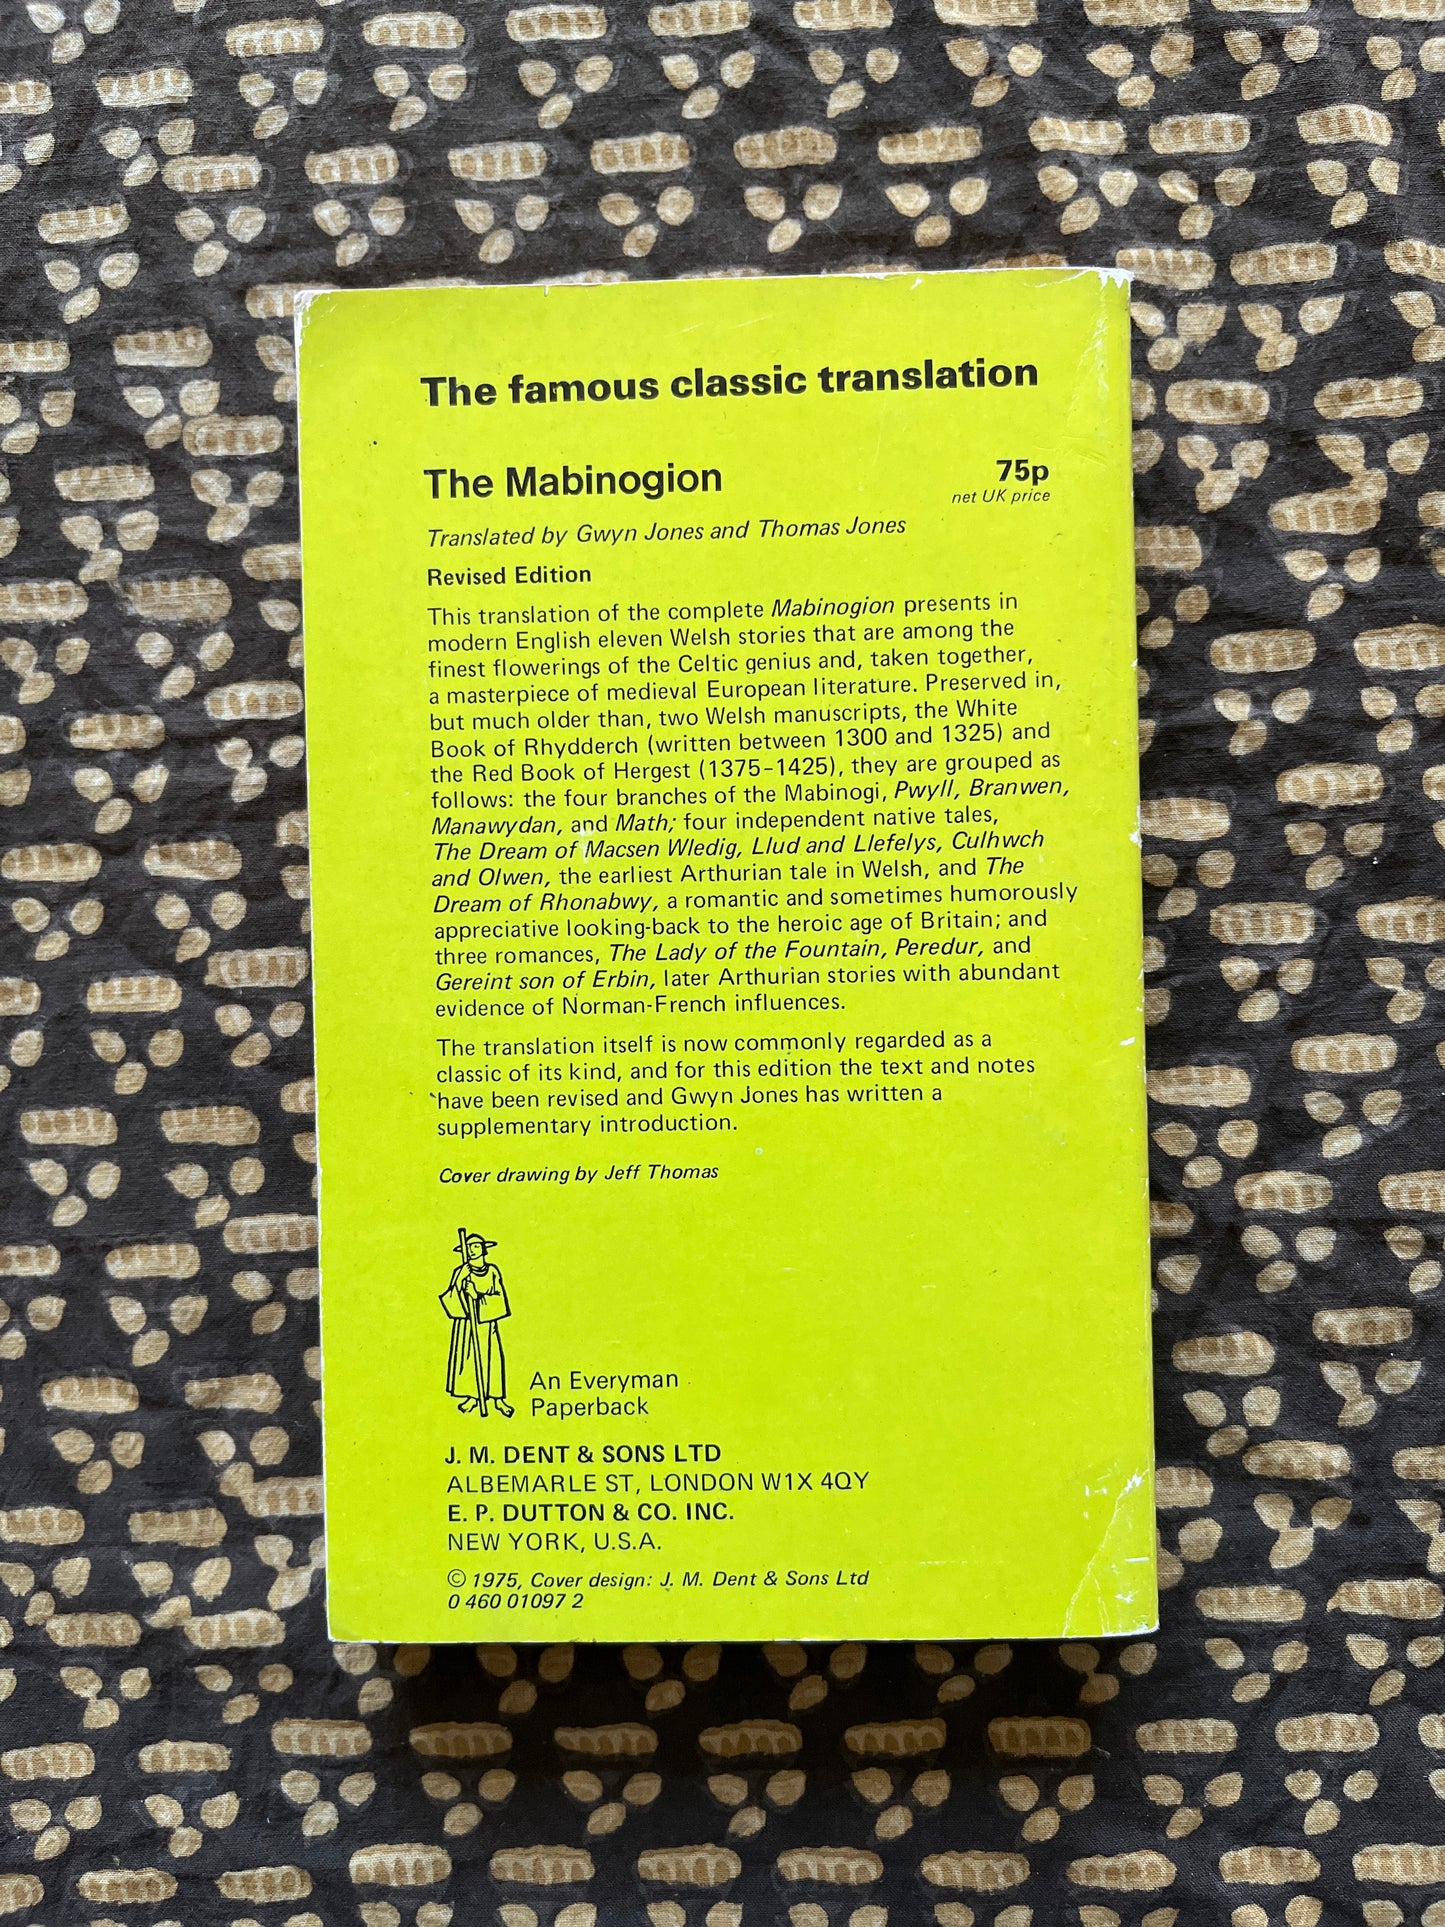 The famous classic translation
The Mabinogion
75p
net UK price
Translated by Gwyn Jones and Thomas Jones
Revised Edition
This translation of the complete Mabinogion presents in
modern English eleven Welsh stories that are among the
finest flowerings of the Celtic genius and, taken together,
a masterpiece of medieval European literature. Preserved in,
but much older than, two Welsh manuscripts, the White
Book of Rhydderch (written between 1300 and 1325) and
the Red Book of Hergest (1375–1425), they are grouped as
follows: the four branches of the Mabinogi, Pwyll, Branwen,
Manawydan, and Math; four independent native tales,
The Dream of Macsen Wledig, Llud and Llefelys, Culhwch
and Olwen, the earliest Arthurian tale in Welsh, and The
Dream of Rhonabwy, a romantic and sometimes humorously
appreciative looking-back to the heroic age of Britain; and
three romances, The Lady of the Fountain, Peredur, and
Gereint son of Erbin, later Arthurian stories with abundant
evidence of Norman-French influences.
The translation itself is now commonly regarded as a
classic of its kind, and for this edition the text and notes
have been revised and Gwyn Jones has written a
supplementary introduction.
Cover drawing by Jeff Thomas
An Everyman
Paperback
J. M. DENT & SONS LTD
ALBEMARLE ST, LONDON W1X 4QY
E. P. DUTTON & CO. INC.
NEW YORK, U.S.A.
© 1975, Cover design: J. M. Dent & Sons Ltd
0 460 01097 2